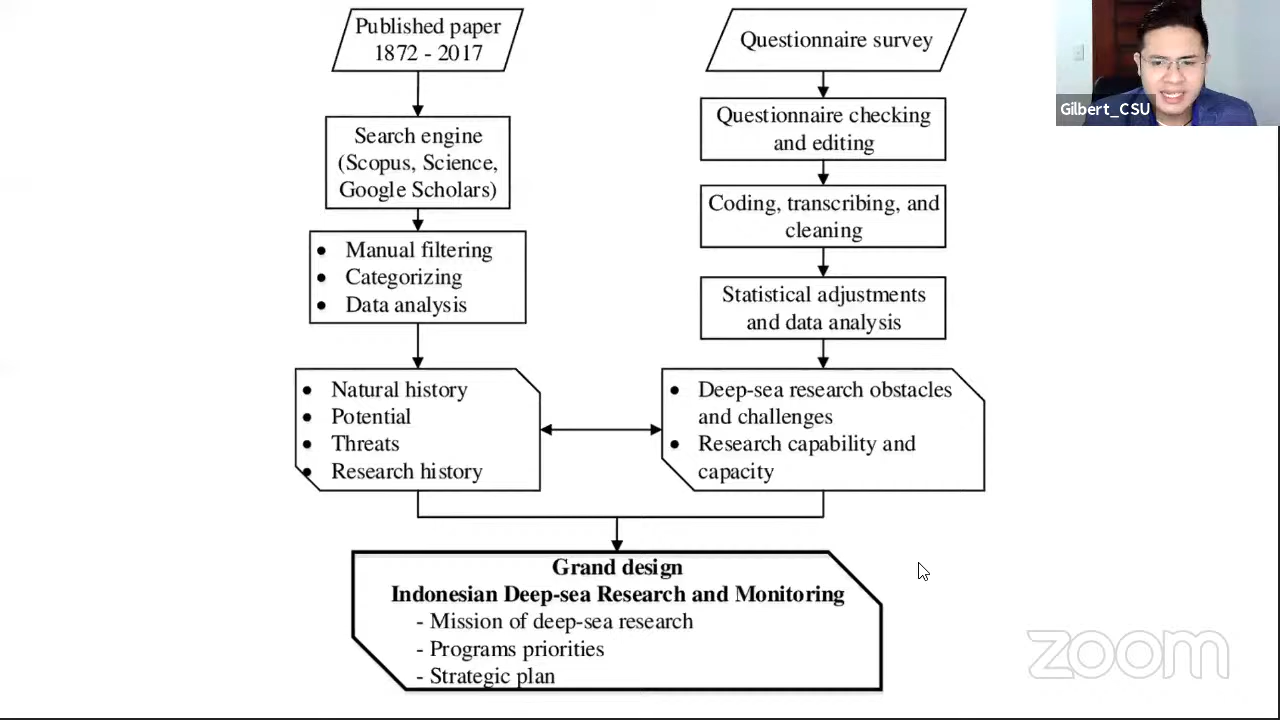 Published paper
1872 - 2017
Search engine
(Scopus, Science,
Google Scholars)
• Manual filtering
• Categorizing
• Data analysis
• Natural history
• Potential
• Threats
• Research history
Questionnaire survey
Questionnaire checking
and editing
Coding, transcribing, and
cleaning
Statistical adjustments
and data analysis
• Deep-sea research obstacles
and challenges
• Research capability and
capacity
Grand design
Indonesian Deep-sea Research and Monitoring
- Mission of deep-sea research
- Programs priorities
- Strategic plan
Gilbert_CSU
zoom